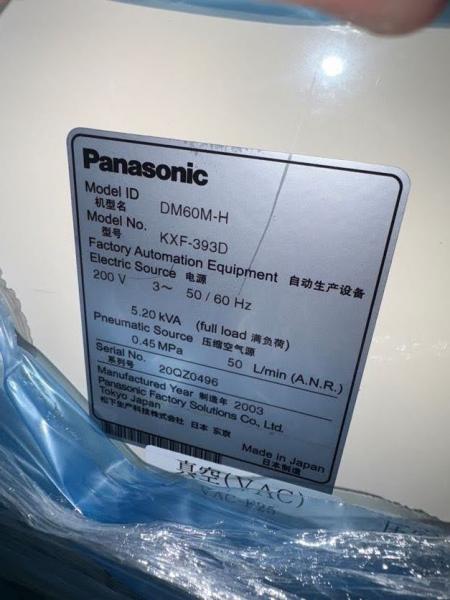 Panasonic
Model ID DM60M-H
机型名
Model No. KXF-393D
型号
Factory Automation Equipment 自动生产设备
Electric Source 电源
200 V 3~ 50 / 60 Hz
5.20 kVA (full load 满负荷)
Pneumatic Source 压缩空气源
0.45 MPa 50 L/min (A.N.R.)
Serial No. 20QZ0496
系列号
Manufactured Year 制造年 2003
Panasonic Factory Solutions Co., Ltd.
Tokyo Japan
松下生产科技株式会社 日本 东京
Made in Japan
日本制造
真空(VAC)